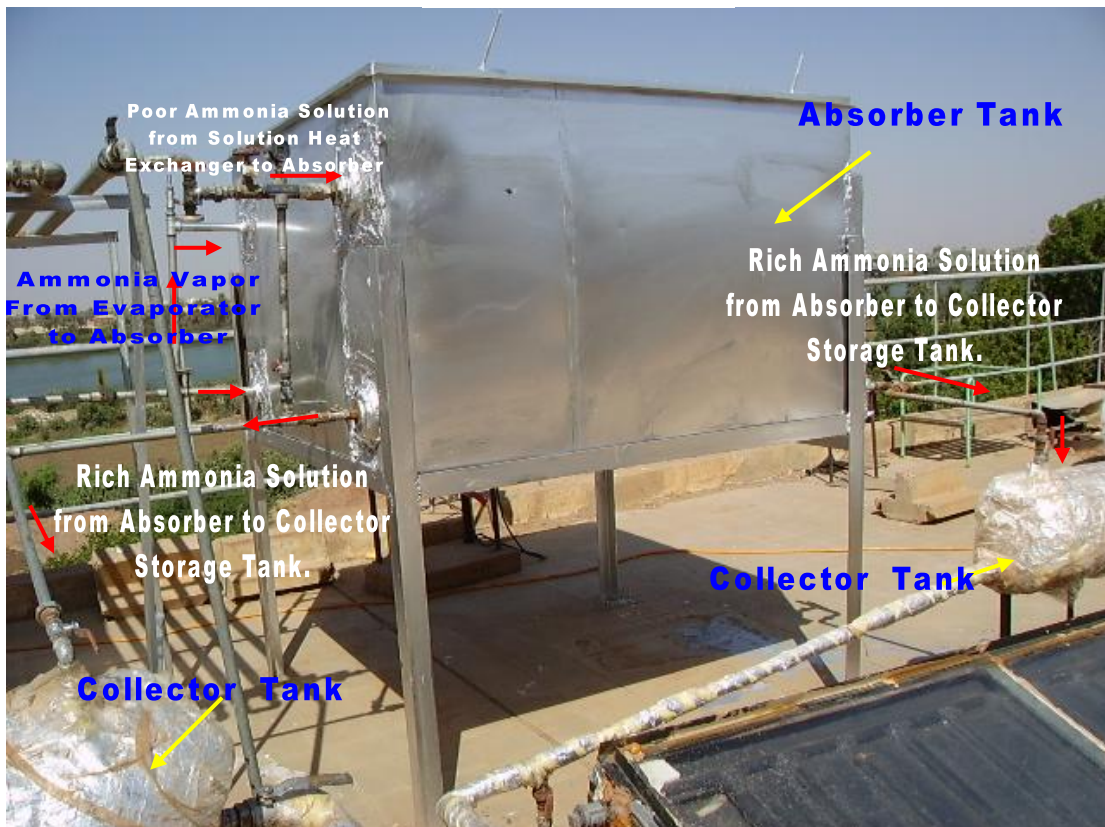 Poor Ammonia Solution
from Solution Heat
Exchanger to Absorber
Absorber Tank
Ammonia Vapor
From Evaporator
to Absorber
Rich Ammonia Solution
from Absorber to Collector
Storage Tank.
Rich Ammonia Solution
from Absorber to Collector
Storage Tank.
Collector Tank
Collector Tank